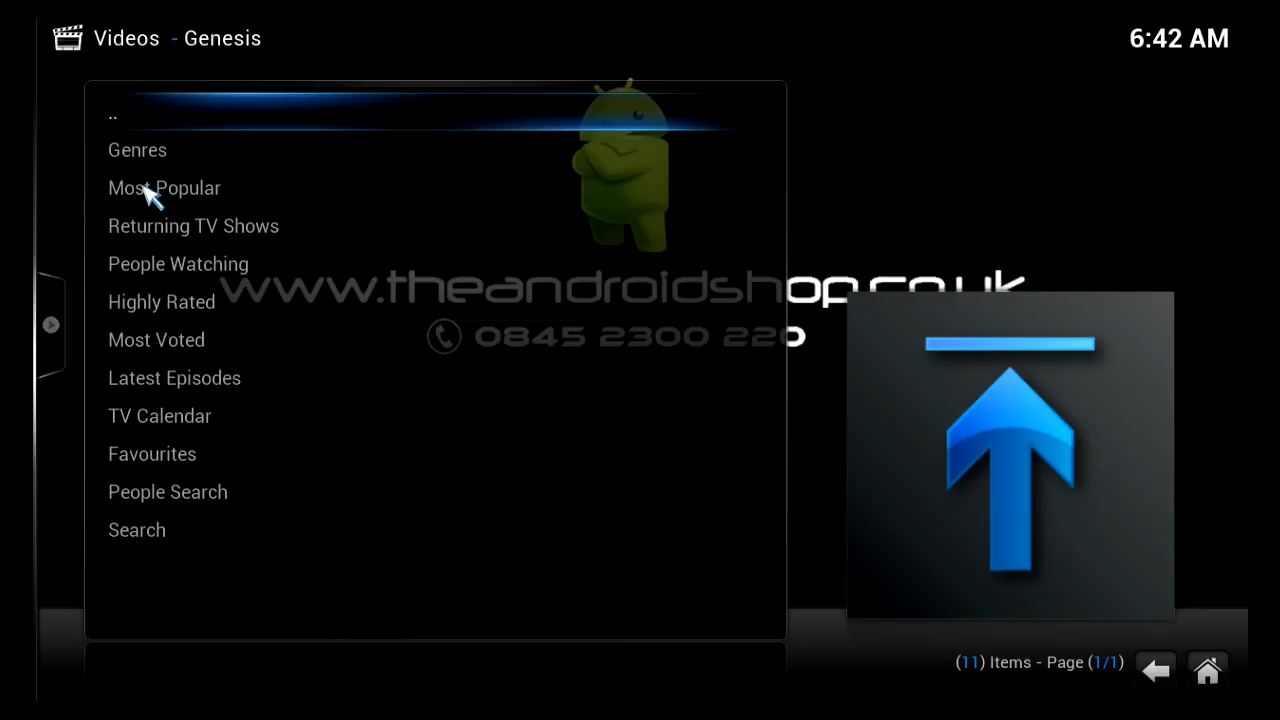 Videos - Genesis
6:42 AM
..
Genres
Most Popular
Returning TV Shows
People Watching
www.theandroidshop.co.uk
Highly Rated
0845 2300 220
Most Voted
Latest Episodes
TV Calendar
Favourites
People Search
Search
(11) Items - Page (1/1)